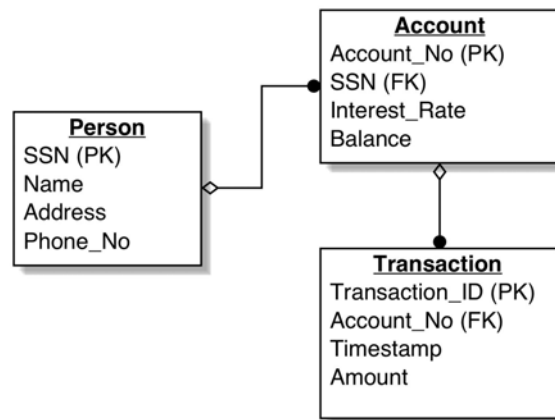 Account
Account_No (PK)
SSN (FK)
Interest_Rate
Balance
Person
SSN (PK)
Name
Address
Phone_No
Transaction
Transaction_ID (PK)
Account_No (FK)
Timestamp
Amount